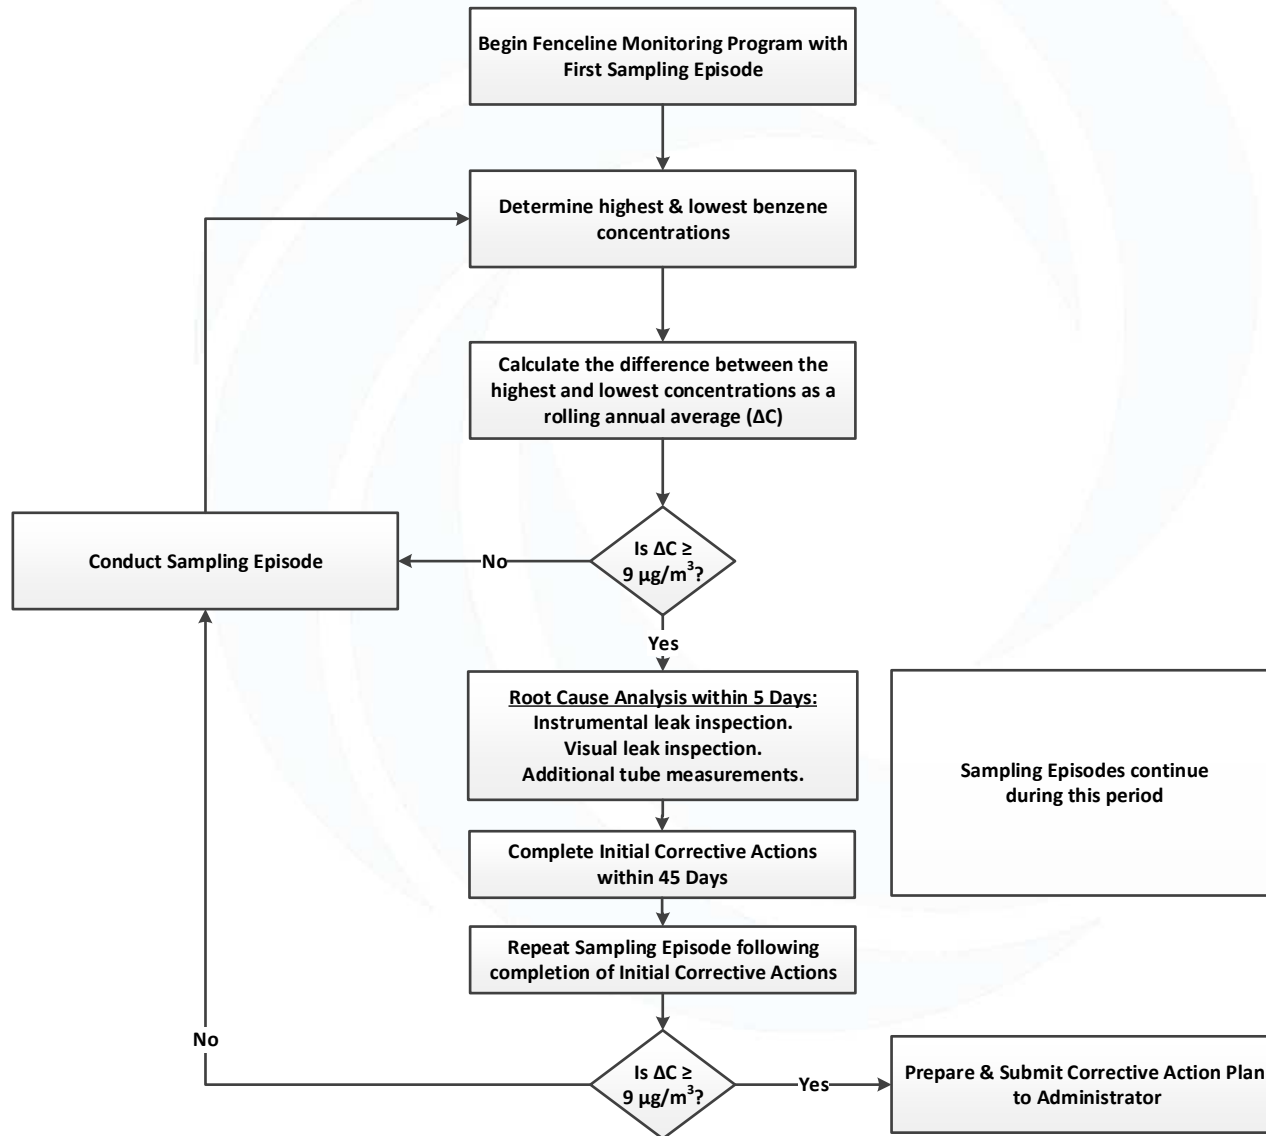 Begin Fenceline Monitoring Program with
First Sampling Episode
Determine highest & lowest benzene
concentrations
Calculate the difference between the
highest and lowest concentrations as a
rolling annual average (ΔC)
Conduct Sampling Episode
No
Is ΔC ≥
9 µg/m³?
Yes
Root Cause Analysis within 5 Days:
Instrumental leak inspection.
Visual leak inspection.
Additional tube measurements.
Sampling Episodes continue
during this period
Complete Initial Corrective Actions
within 45 Days
Repeat Sampling Episode following
completion of Initial Corrective Actions
No
Is ΔC ≥
9 µg/m³?
Yes
Prepare & Submit Corrective Action Plan
to Administrator